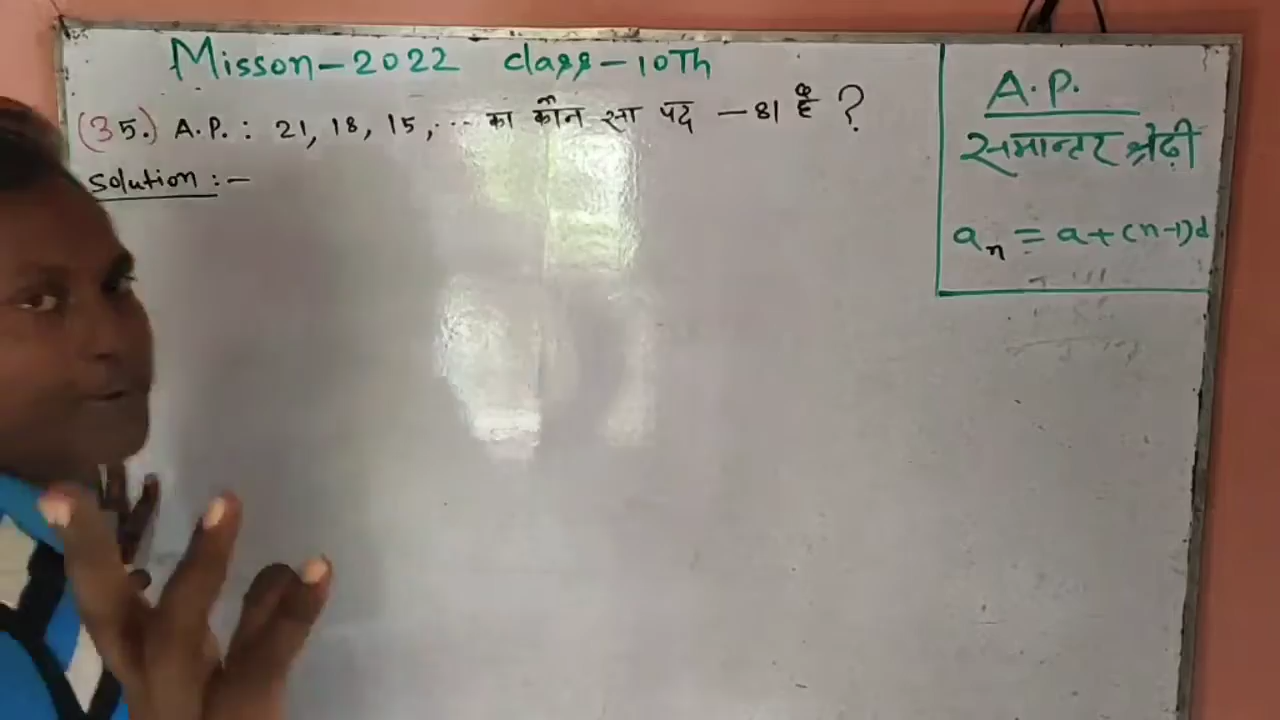 Misson-2022 class-10Th
(35.) A.P.: 21, 18, 15, ... का कौन सा पद -81 है ?
Solution :-
A.P.
समान्तर श्रेढ़ी
aₙ = a+(n-1)d